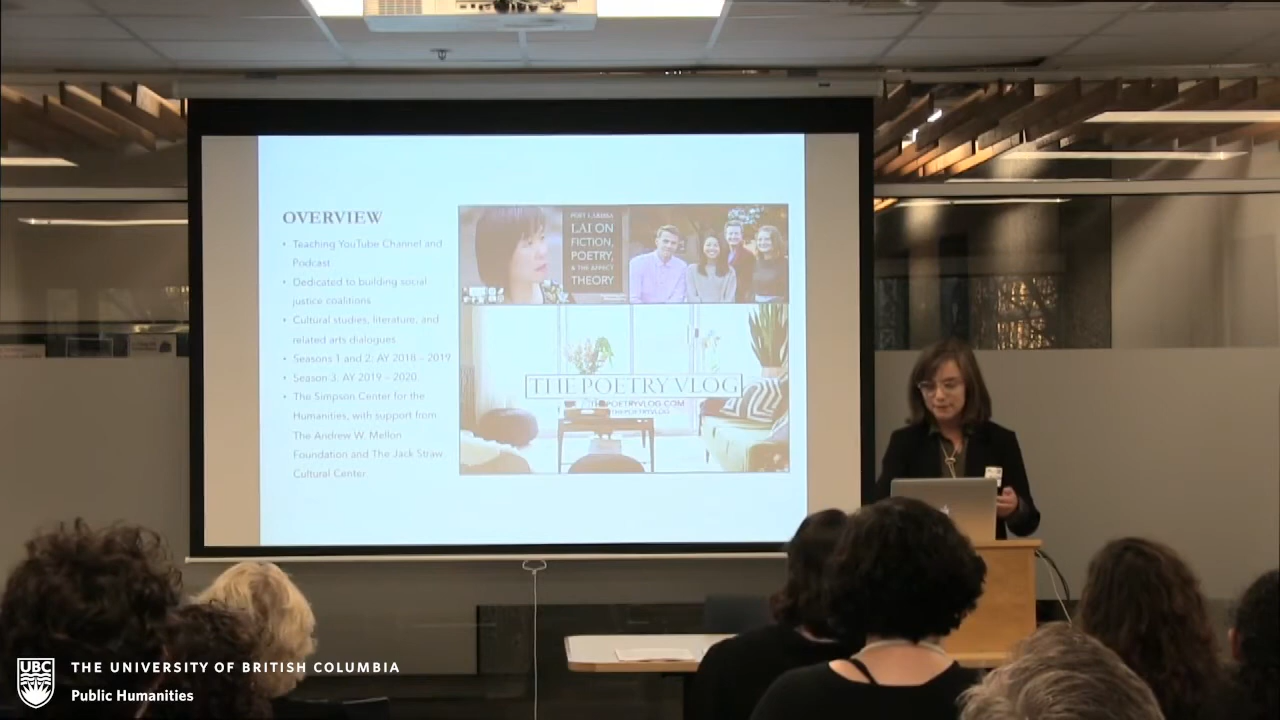 OVERVIEW
• Teaching YouTube Channel and
Podcast
• Dedicated to building social
justice coalitions
• Cultural studies, literature, and
related arts dialogues
• Seasons 1 and 2: AY 2018 – 2019
• Season 3: AY 2019 – 2020
• The Simpson Center for the
Humanities, with support from
The Andrew W. Mellon
Foundation and The Jack Straw
Cultural Center
POET LARISSA
LAI ON
FICTION,
POETRY,
& THE AFFECT
THEORY
THE POETRY VLOG
THEPOETRYVLOG.COM
UBC
THE UNIVERSITY OF BRITISH COLUMBIA
Public Humanities